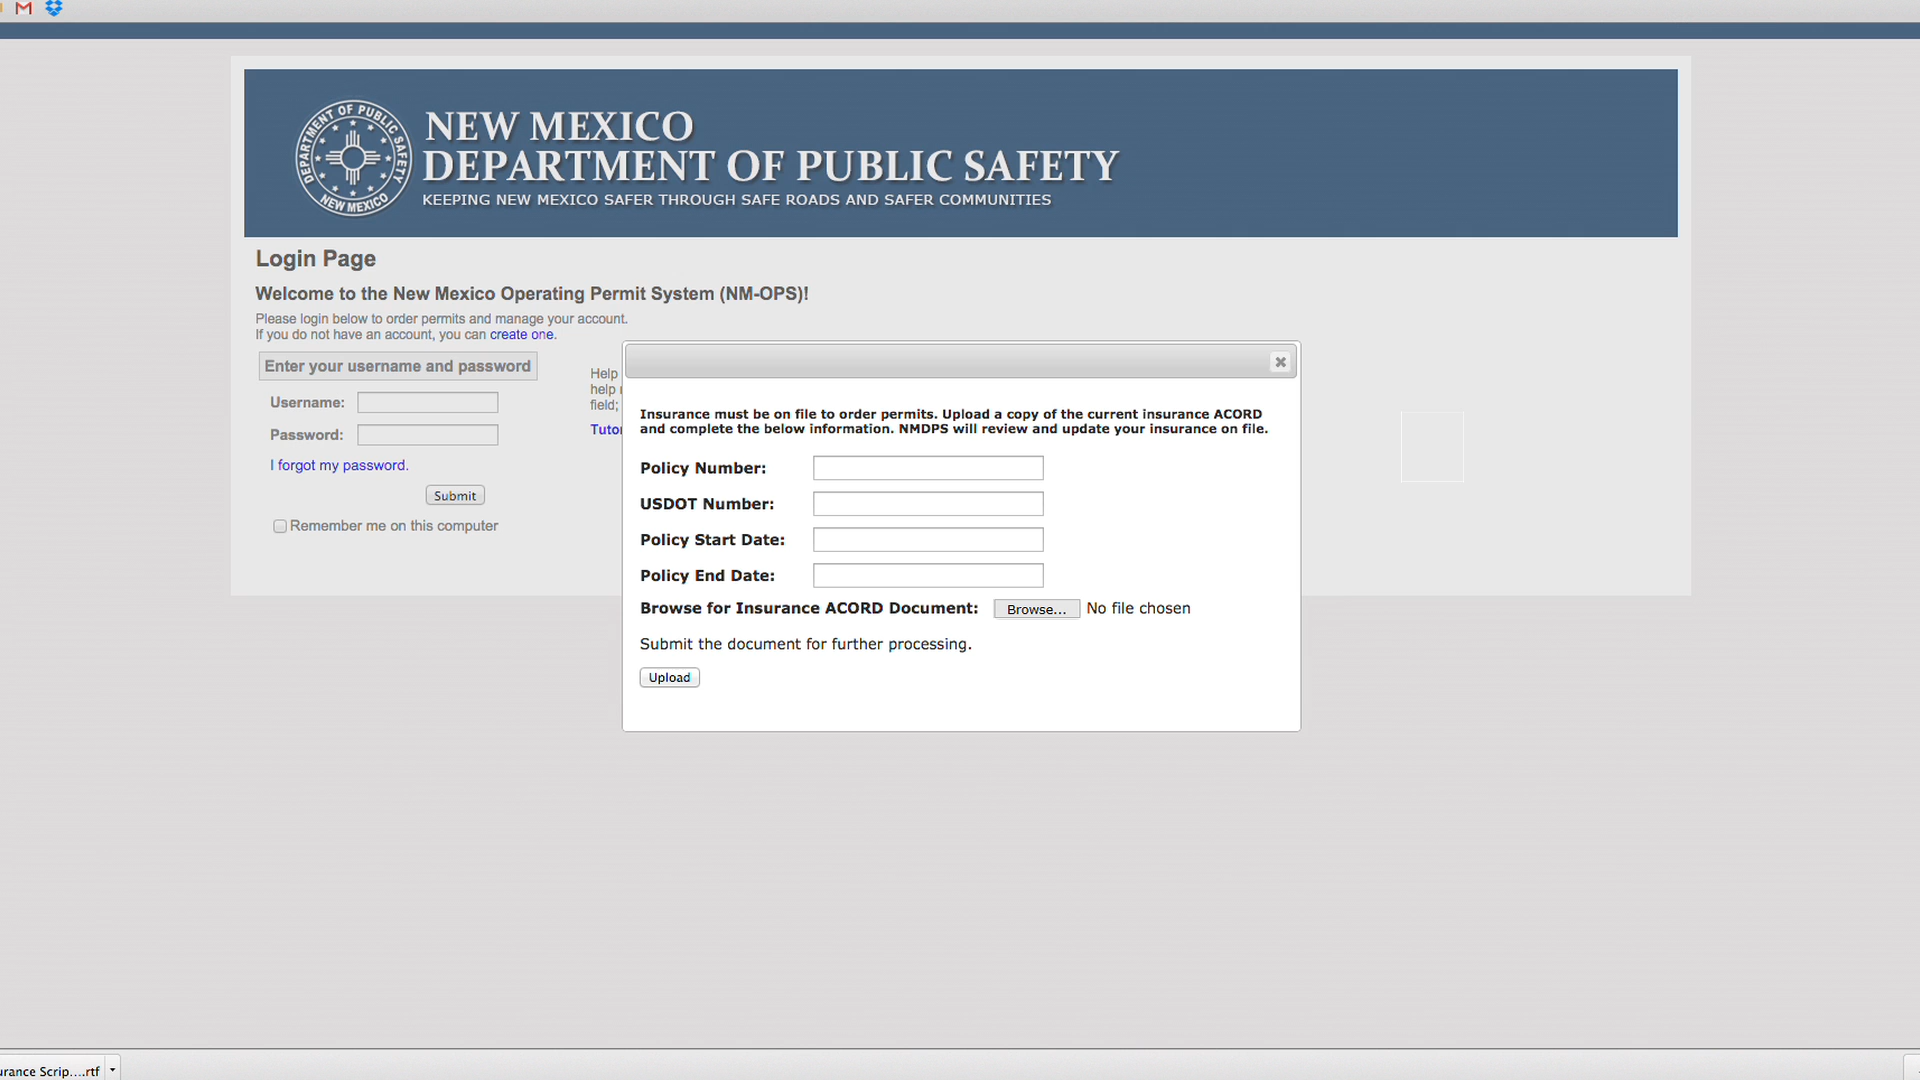 DEPARTMENT OF PUBLIC SAFETY
NEW MEXICO
NEW MEXICO
DEPARTMENT OF PUBLIC SAFETY
KEEPING NEW MEXICO SAFER THROUGH SAFE ROADS AND SAFER COMMUNITIES
Login Page
Welcome to the New Mexico Operating Permit System (NM-OPS)!
Please login below to order permits and manage your account.
If you do not have an account, you can create one.
Enter your username and password
Username:
Password:
I forgot my password.
Submit
Remember me on this computer
Help
help
field;
Insurance must be on file to order permits. Upload a copy of the current insurance ACORD
and complete the below information. NMDPS will review and update your insurance on file.
Policy Number:
USDOT Number:
Policy Start Date:
Policy End Date:
Browse for Insurance ACORD Document: Browse... No file chosen
Submit the document for further processing.
Upload
urance Scrip....rtf